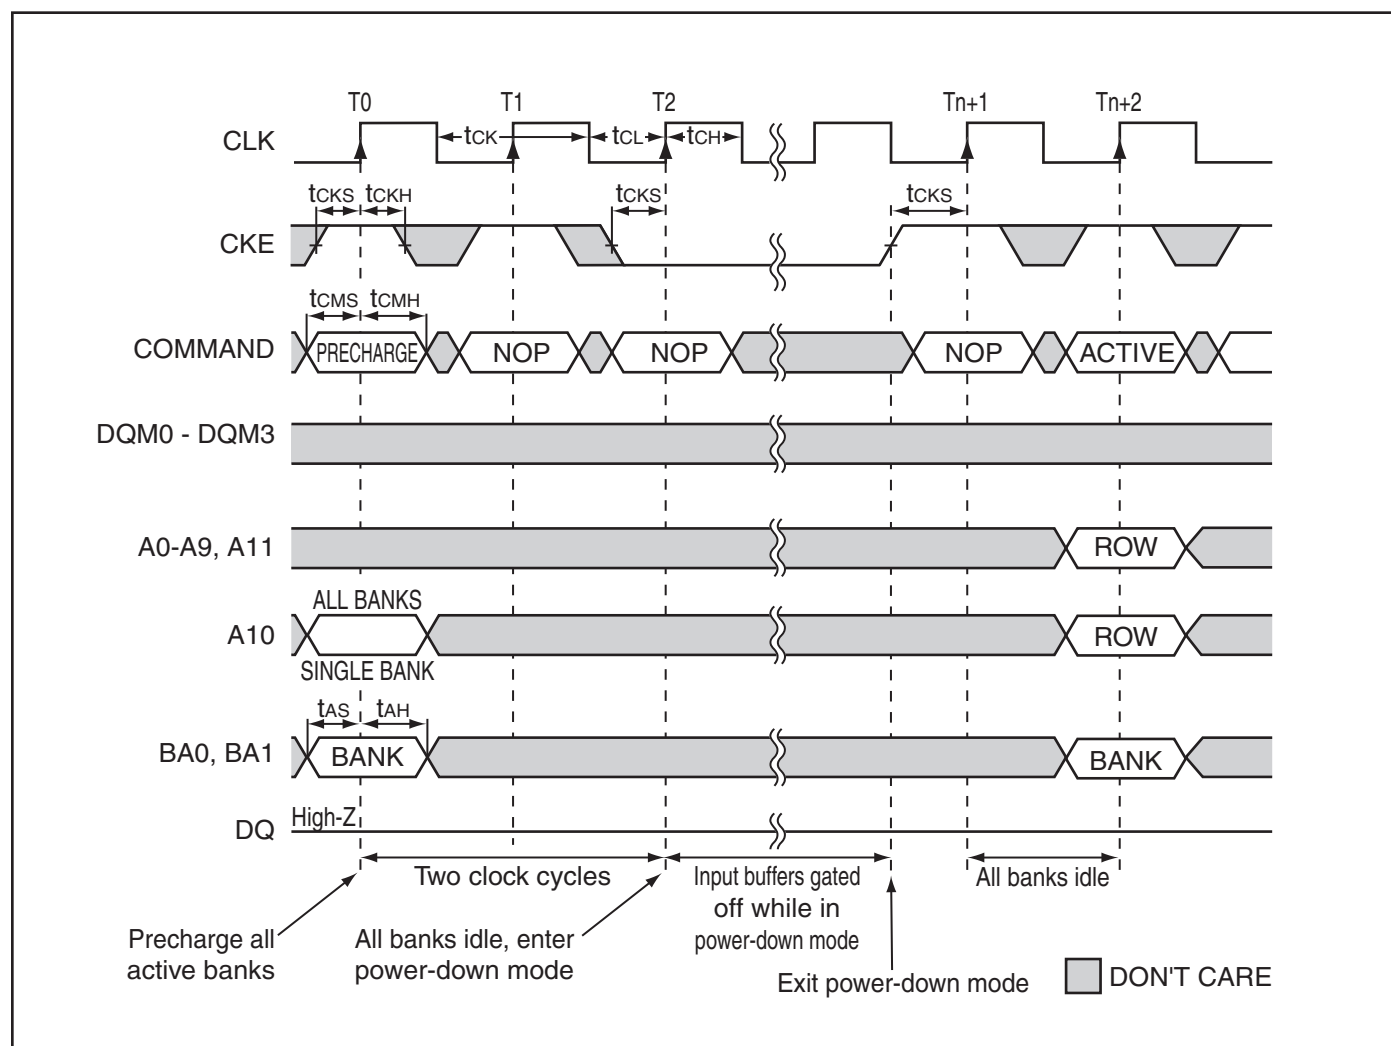 T0 T1 T2 Tn+1 Tn+2
CLK tCK tCL tCH
tCKS tCKH tCKS tCKS
CKE
tCMS tCMH
COMMAND PRECHARGE NOP NOP NOP ACTIVE
DQM0 - DQM3
A0-A9, A11 ROW
ALL BANKS
A10 ROW
SINGLE BANK
tAS tAH
BA0, BA1 BANK BANK
DQ High-Z
Two clock cycles
Input buffers gated
off while in
power-down mode
All banks idle
Precharge all
active banks
All banks idle, enter
power-down mode
Exit power-down mode
DON'T CARE